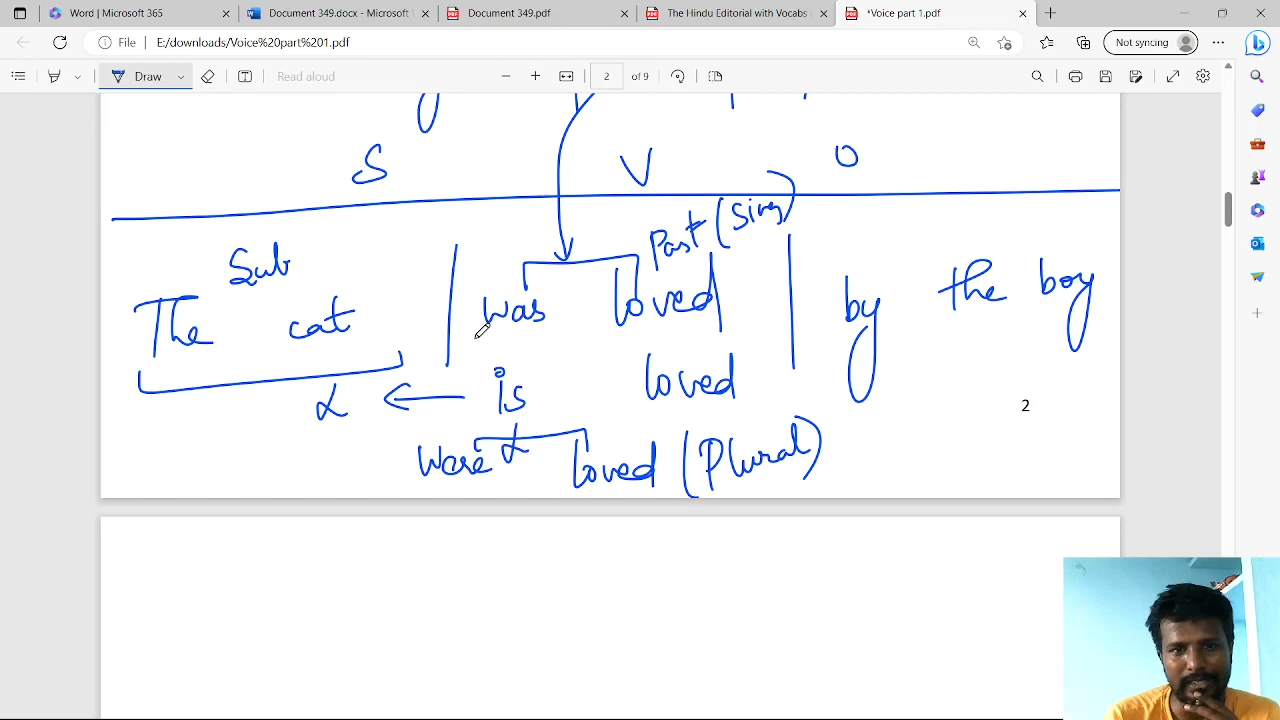 Word | Microsoft 365
Document 349.docx - Microsoft
Document 349.pdf
The Hindu Editorial with Vocabs
*Voice part 1.pdf
File
E:/downloads/Voice%20part%201.pdf
Not syncing
Draw
Read aloud
2
of 9
S V O
Sub Past (Sing)
The cat was loved by the boy
is loved
2
were loved (Plural)